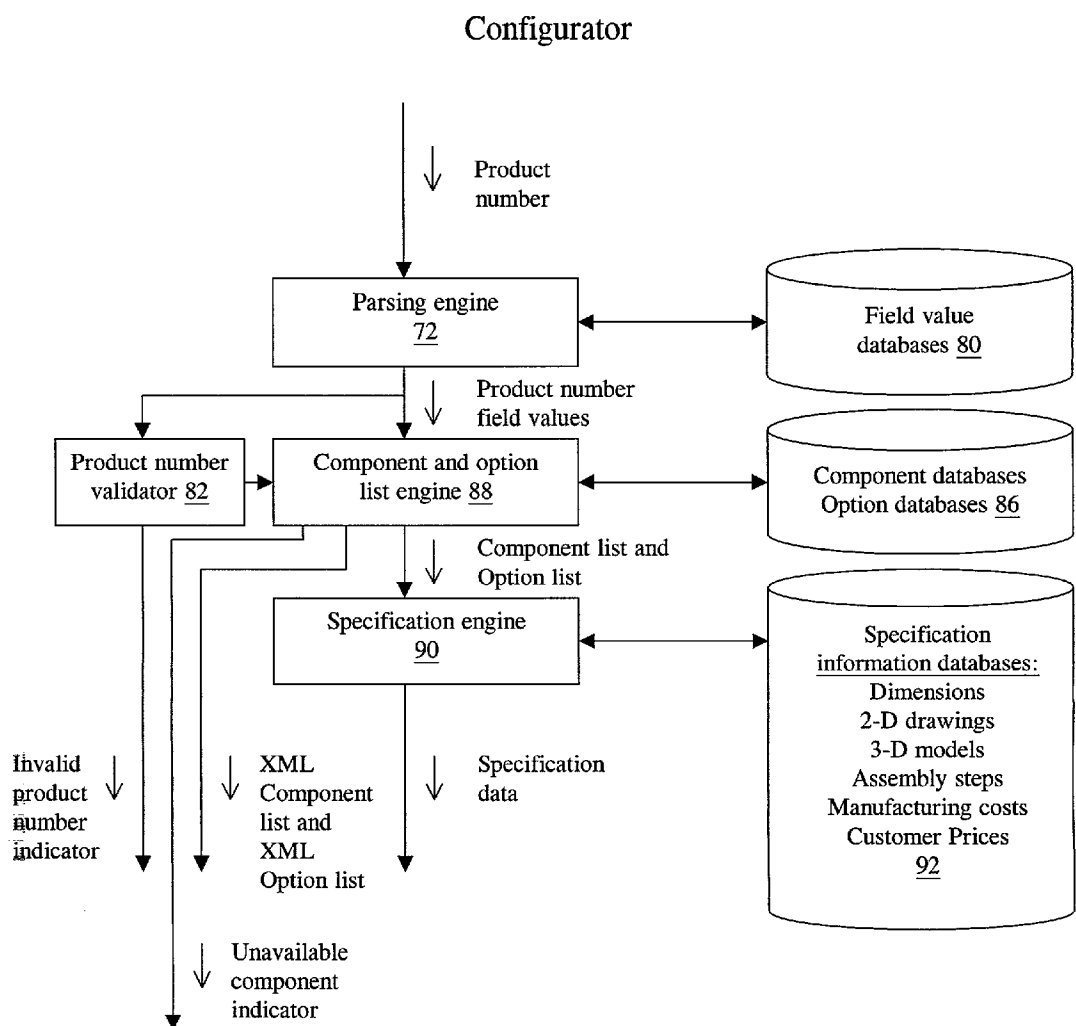 Configurator
Product
number
Parsing engine
72
Field value
databases 80
Product number
field values
Product number
validator 82
Component and option
list engine 88
Component databases
Option databases 86
Component list and
Option list
Specification engine
90
Specification
information databases:
Dimensions
2-D drawings
3-D models
Assembly steps
Manufacturing costs
Customer Prices
92
Invalid
product
number
indicator
XML
Component
list and
XML
Option list
Specification
data
Unavailable
component
indicator